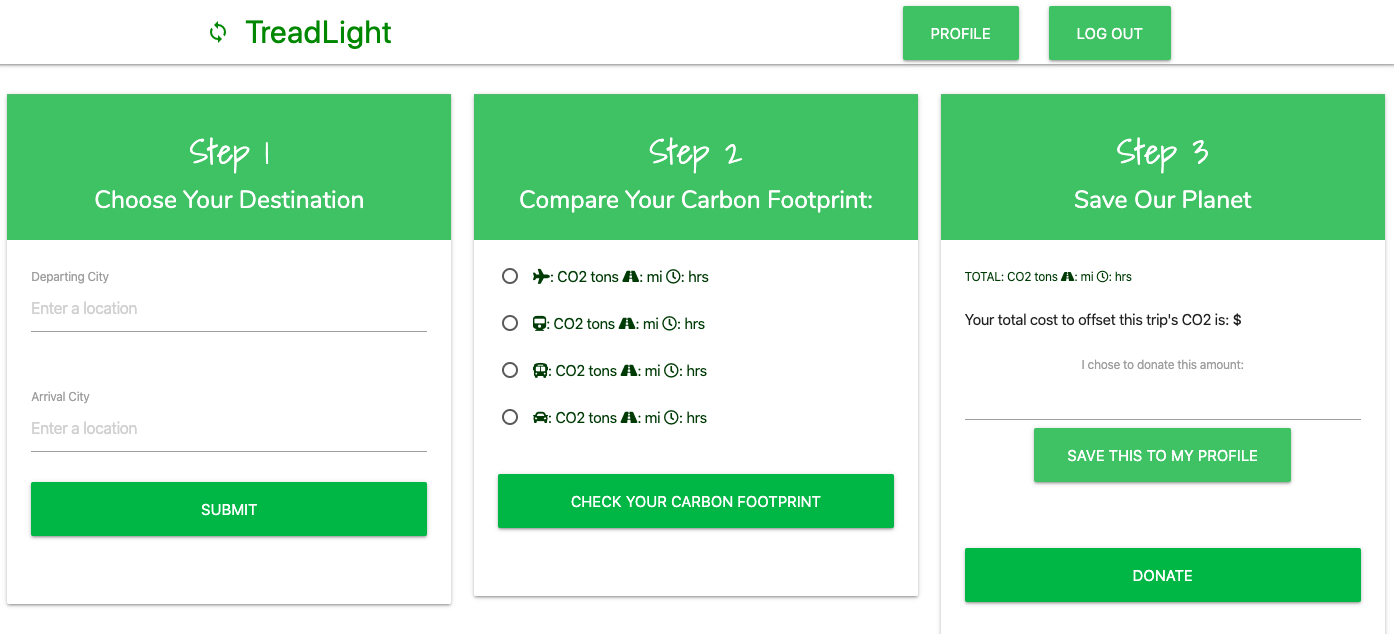 TreadLight
PROFILE
LOG OUT
Step 1
Choose Your Destination
Departing City
Enter a location
Arrival City
Enter a location
SUBMIT
Step 2
Compare Your Carbon Footprint:
: CO2 tons : mi : hrs
: CO2 tons : mi : hrs
: CO2 tons : mi : hrs
: CO2 tons : mi : hrs
CHECK YOUR CARBON FOOTPRINT
Step 3
Save Our Planet
TOTAL: CO2 tons : mi : hrs
Your total cost to offset this trip's CO2 is: $
I chose to donate this amount:
SAVE THIS TO MY PROFILE
DONATE